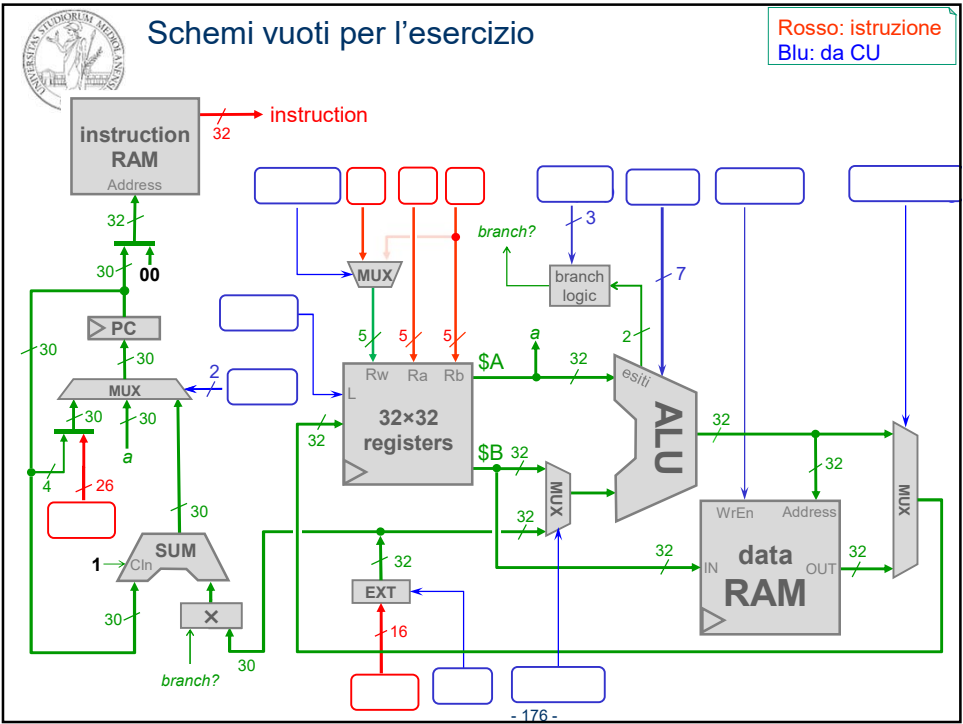 Schemi vuoti per l'esercizio
Rosso: istruzione
Blu: da CU
instruction
RAM
Address
32
instruction
32
30
00
PC
30
30
MUX
2
30
30
a
4
26
30
SUM
1
CIn
30
×
30
branch?
MUX
5
5
5
Rw
Ra
Rb
L
32×32
registers
32
$A
a
32
$B
32
32
MUX
32
EXT
16
branch?
3
branch
logic
2
7
esiti
ALU
32
32
WrEn
Address
data
RAM
IN
OUT
32
32
MUX
- 176 -